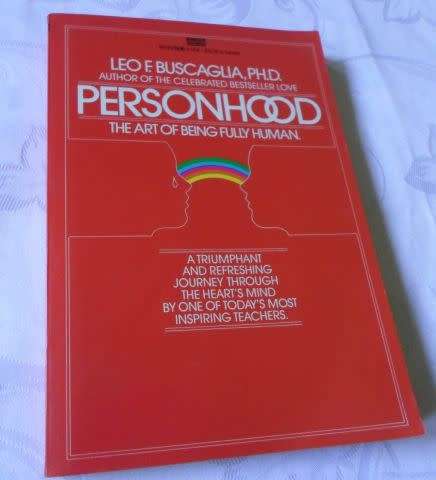 LEO F. BUSCAGLIA, PH.D.
AUTHOR OF THE CELEBRATED BESTSELLER LOVE
PERSONHOOD
THE ART OF BEING FULLY HUMAN.
A TRIUMPHANT
AND REFRESHING
JOURNEY THROUGH
THE HEART'S MIND
BY ONE OF TODAY'S MOST
INSPIRING TEACHERS.